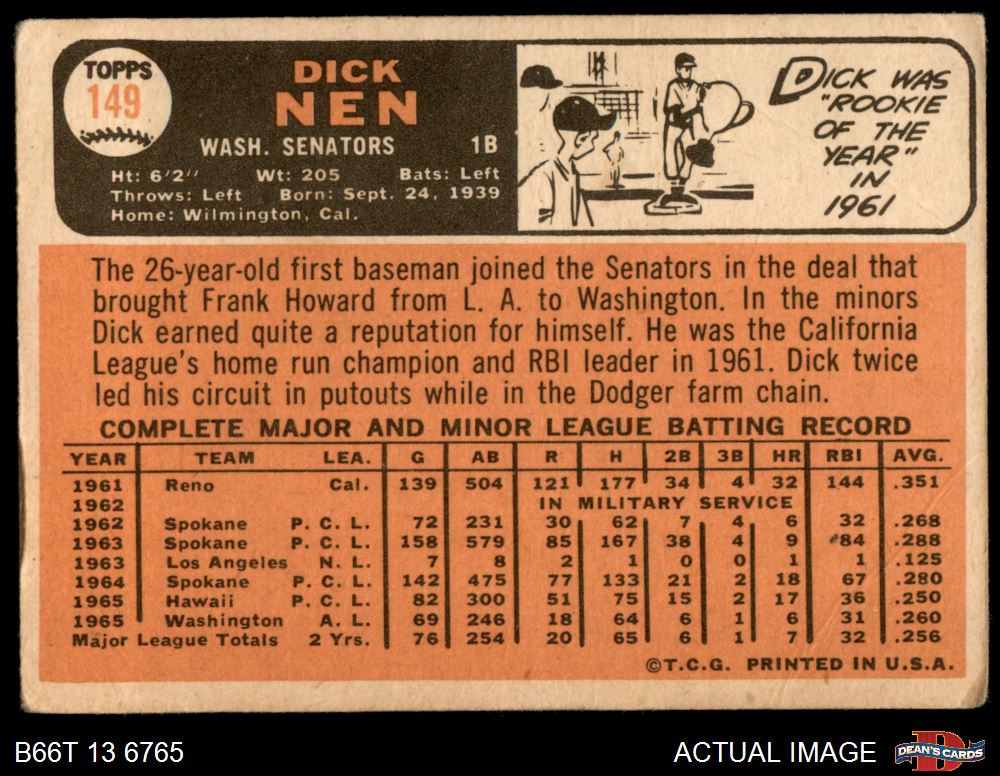 TOPPS
149
DICK
NEN
WASH. SENATORS 1B
Ht: 6'2" Wt: 205 Bats: Left
Throws: Left Born: Sept. 24, 1939
Home: Wilmington, Cal.
DICK WAS
"ROOKIE
OF THE
YEAR"
IN
1961
The 26-year-old first baseman joined the Senators in the deal that
brought Frank Howard from L. A. to Washington. In the minors
Dick earned quite a reputation for himself. He was the California
League's home run champion and RBI leader in 1961. Dick twice
led his circuit in putouts while in the Dodger farm chain.
COMPLETE MAJOR AND MINOR LEAGUE BATTING RECORD
YEAR TEAM LEA. G AB R H 2B 3B HR RBI AVG.
1961 Reno Cal. 139 504 121 177 34 4 32 144 .351
1962 IN MILITARY SERVICE
1962 Spokane P. C. L. 72 231 30 62 7 4 6 32 .268
1963 Spokane P. C. L. 158 579 85 167 38 4 9 84 .288
1963 Los Angeles N. L. 7 8 2 1 0 0 1 1 .125
1964 Spokane P. C. L. 142 475 77 133 21 2 18 67 .280
1965 Hawaii P. C. L. 82 300 51 75 15 2 17 36 .250
1965 Washington A. L. 69 246 18 64 6 1 6 31 .260
Major League Totals 2 Yrs. 76 254 20 65 6 1 7 32 .256
©T.C.G. PRINTED IN U.S.A.
B66T 13 6765
ACTUAL IMAGE
DEAN'S CARDS